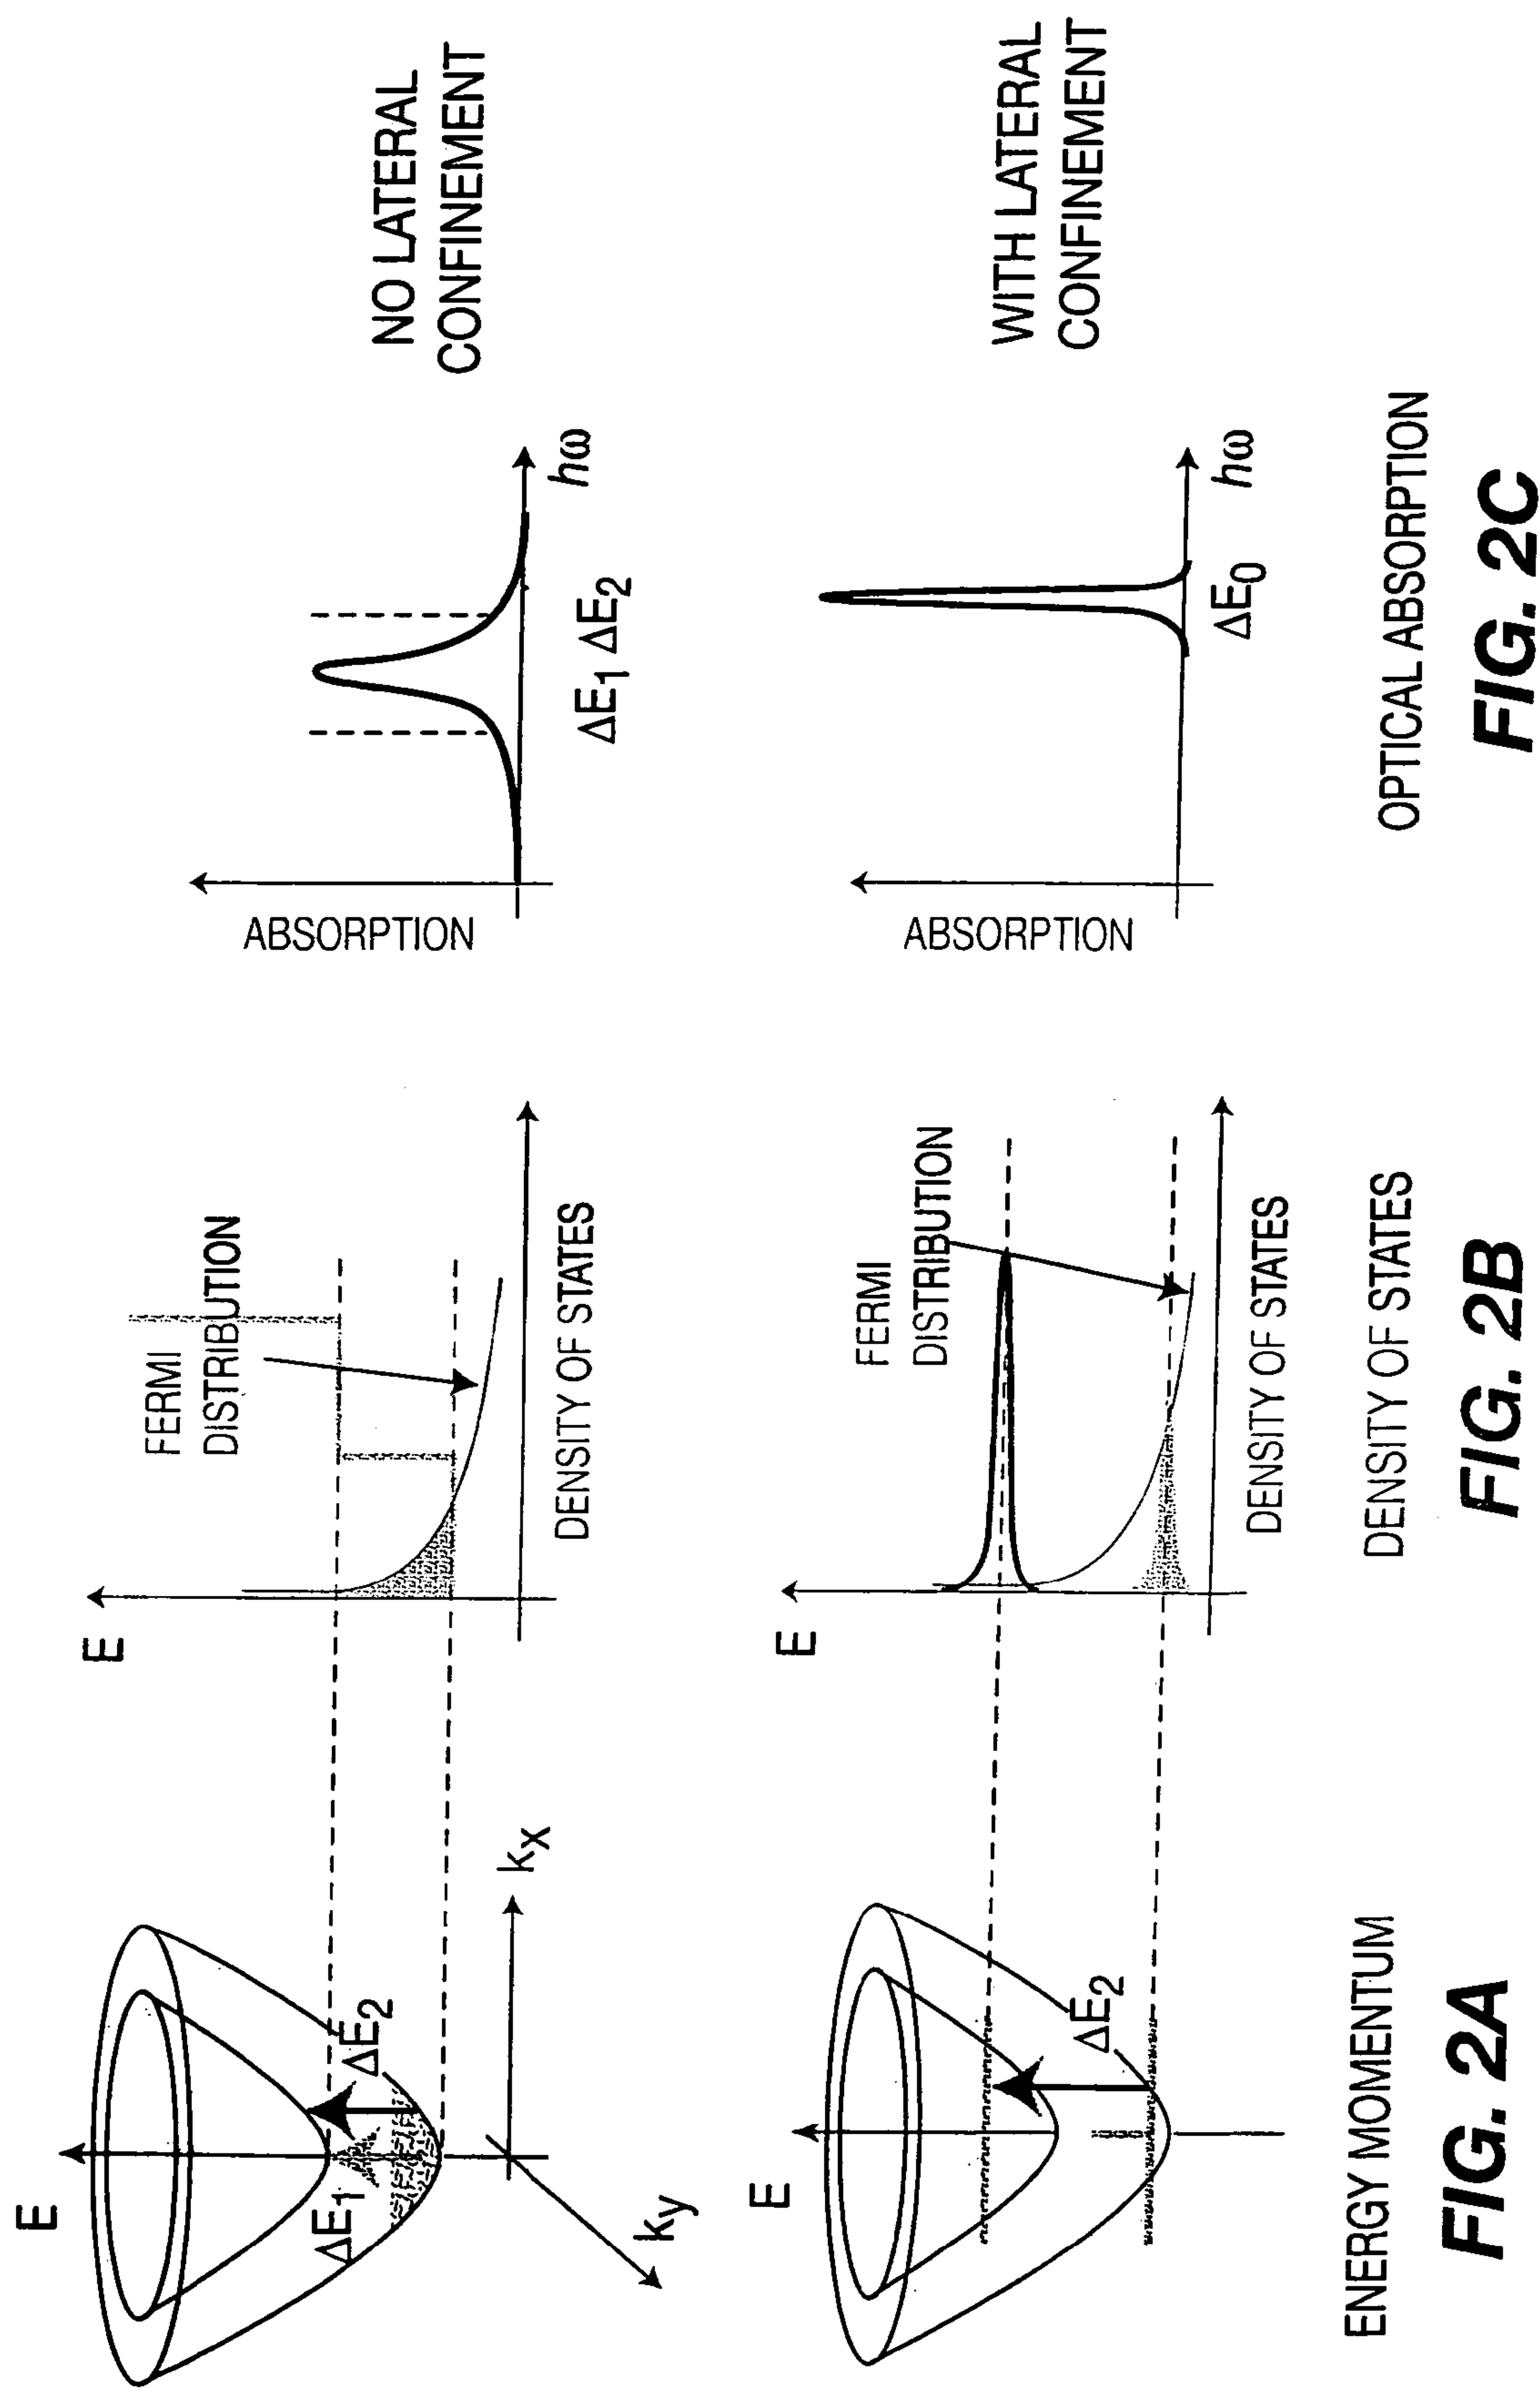 E
ΔE1
ΔE2
kx
ky
E
FERMI
DISTRIBUTION
DENSITY OF STATES
ABSORPTION
ΔE1 ΔE2
hω
NO LATERAL
CONFINEMENT
E
ΔE2
E
FERMI
DISTRIBUTION
DENSITY OF STATES
ABSORPTION
ΔE0
hω
WITH LATERAL
CONFINEMENT
ENERGY MOMENTUM
DENSITY OF STATES
OPTICAL ABSORPTION
FIG. 2A
FIG. 2B
FIG. 2C